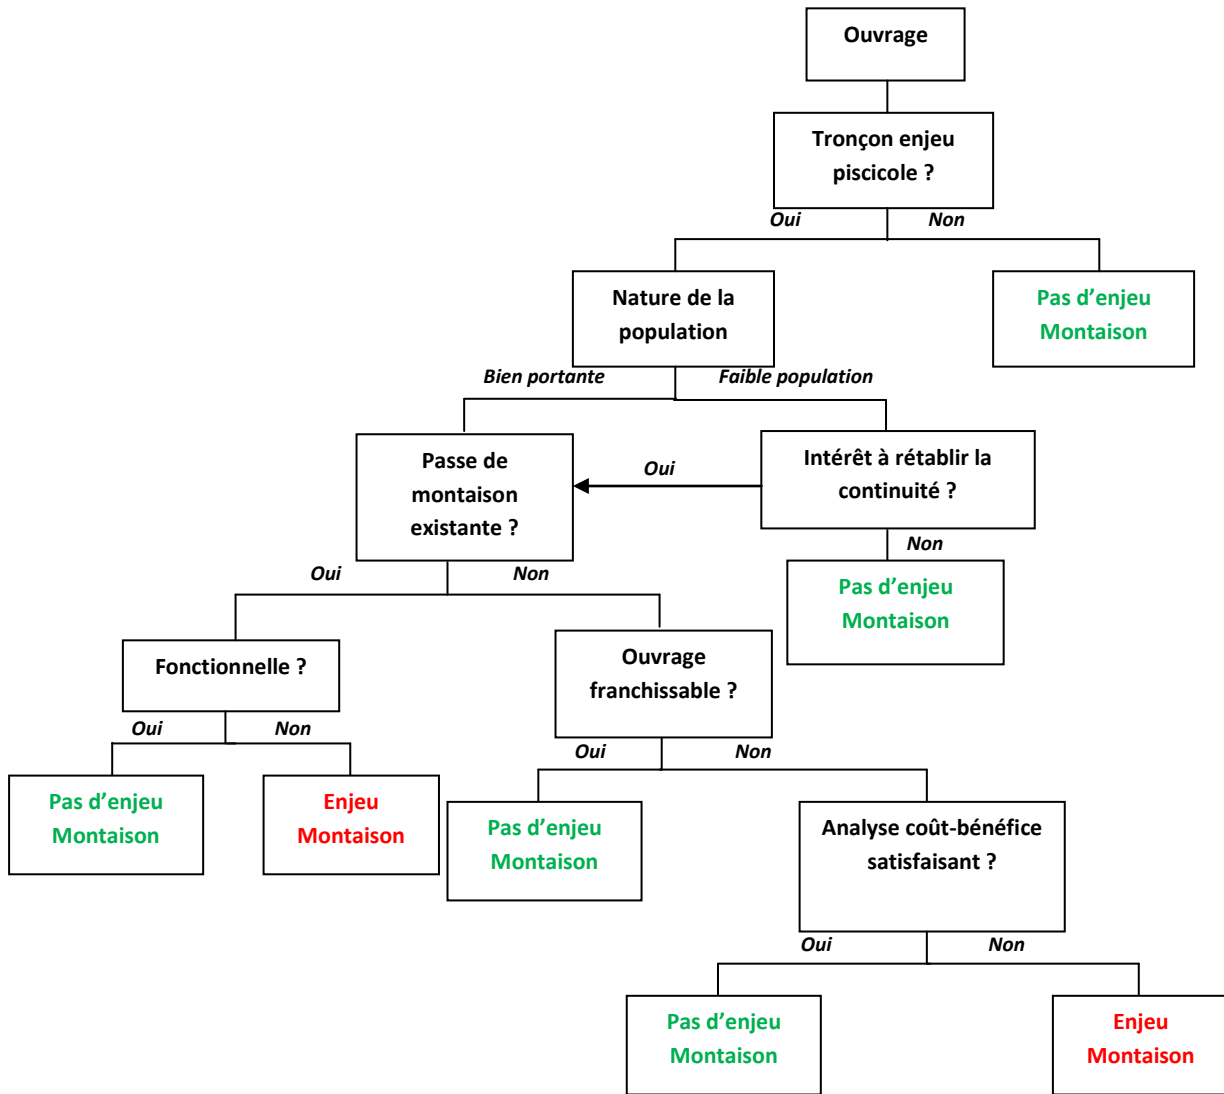 Ouvrage
Tronçon enjeu
piscicole ?
Oui
Non
Nature de la
population
Pas d’enjeu
Montaison
Bien portante
Faible population
Passe de
montaison
existante ?
Oui
Intérêt à rétablir la
continuité ?
Non
Pas d’enjeu
Montaison
Oui
Non
Fonctionnelle ?
Ouvrage
franchissable ?
Oui
Non
Pas d’enjeu
Montaison
Enjeu
Montaison
Oui
Non
Pas d’enjeu
Montaison
Analyse coût-bénéfice
satisfaisant ?
Oui
Non
Pas d’enjeu
Montaison
Enjeu
Montaison